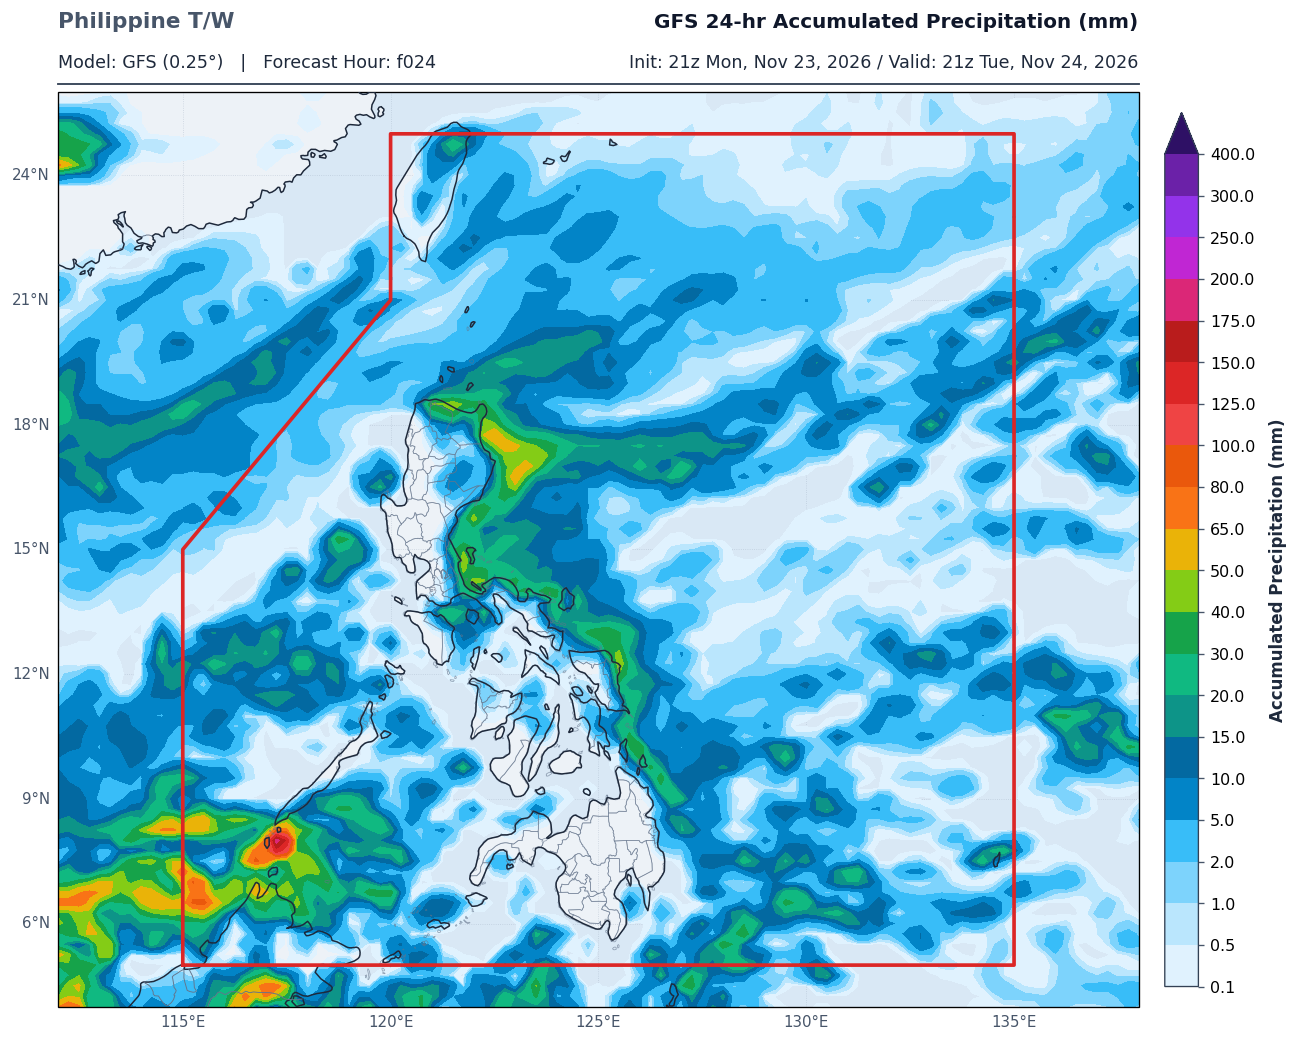 Philippine T/W
GFS 24-hr Accumulated Precipitation (mm)
Model: GFS (0.25°) | Forecast Hour: f024
Init: 21z Mon, Nov 23, 2026 / Valid: 21z Tue, Nov 24, 2026
24°N
21°N
18°N
15°N
12°N
9°N
6°N
115°E
120°E
125°E
130°E
135°E
400.0
300.0
250.0
200.0
175.0
150.0
125.0
100.0
80.0
65.0
50.0
40.0
30.0
20.0
15.0
10.0
5.0
2.0
1.0
0.5
0.1
Accumulated Precipitation (mm)